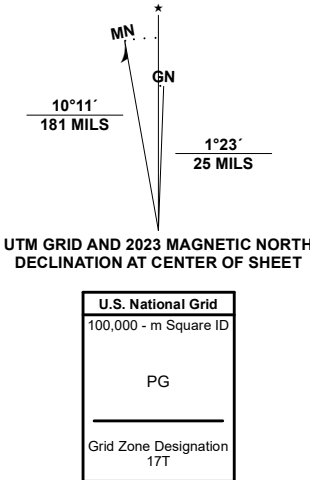 ★
MN
GN
10°11´
181 MILS
1°23´
25 MILS
UTM GRID AND 2023 MAGNETIC NORTH
DECLINATION AT CENTER OF SHEET
U.S. National Grid
100,000 - m Square ID
PG
Grid Zone Designation
17T